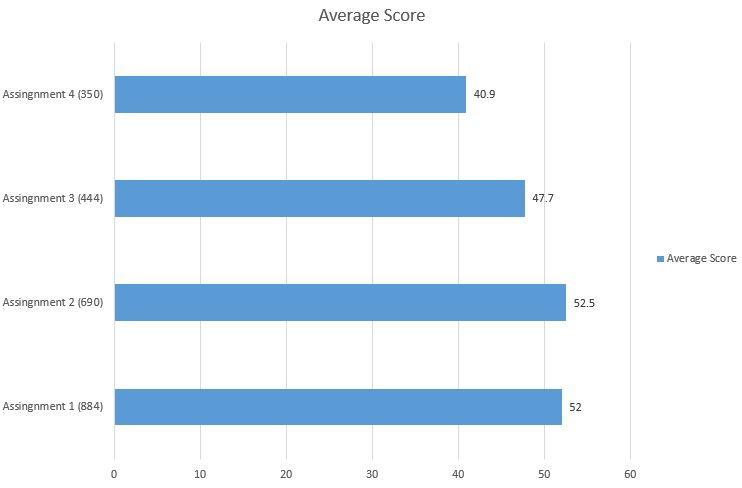 Average Score
Assingnment 4 (350)
40.9
Assingnment 3 (444)
47.7
Average Score
Assingnment 2 (690)
52.5
Assingnment 1 (884)
52
0 10 20 30 40 50 60